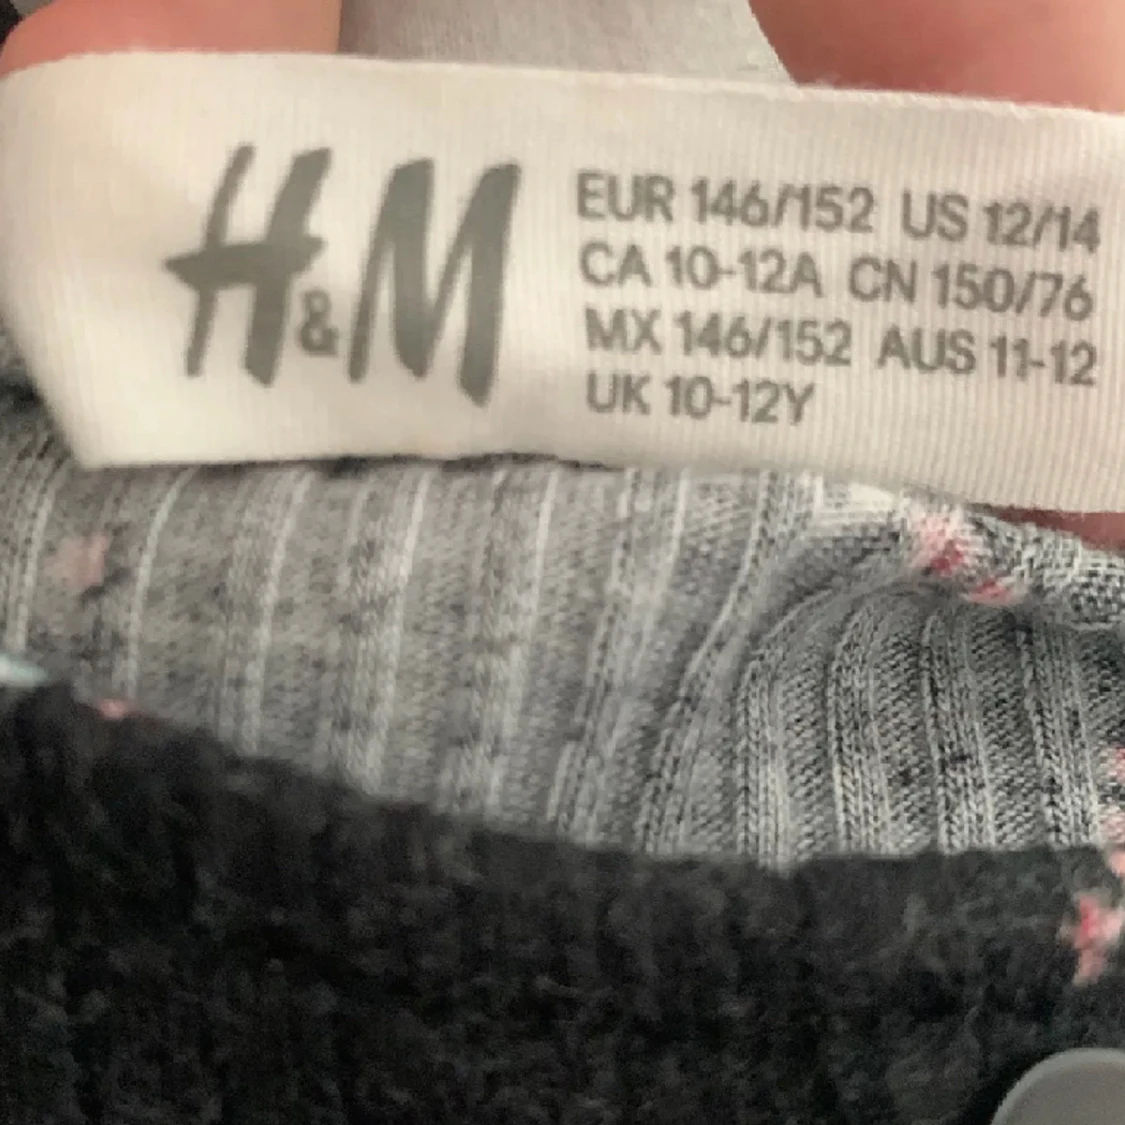 H&M
EUR 146/152 US 12/14
CA 10-12A CN 150/76
MX 146/152 AUS 11-12
UK 10-12Y